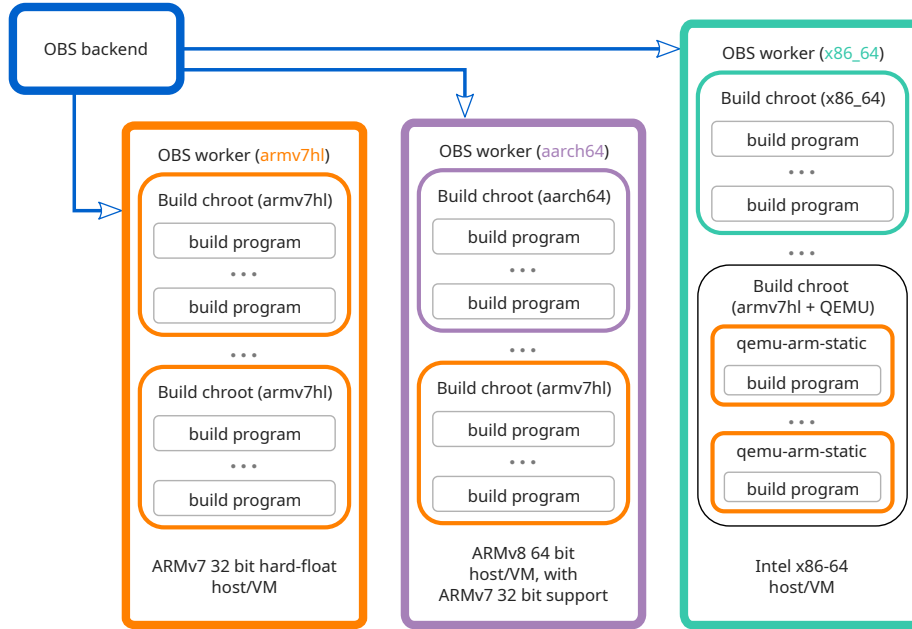 OBS backend
OBS worker (armv7hl)
Build chroot (armv7hl)
build program
...
build program
...
Build chroot (armv7hl)
build program
...
build program
ARMv7 32 bit hard-float
host/VM
OBS worker (aarch64)
Build chroot (aarch64)
build program
...
build program
...
Build chroot (armv7hl)
build program
...
build program
ARMv8 64 bit
host/VM, with
ARMv7 32 bit support
OBS worker (x86_64)
Build chroot (x86_64)
build program
...
build program
...
Build chroot
(armv7hl + QEMU)
qemu-arm-static
build program
...
qemu-arm-static
build program
Intel x86-64
host/VM